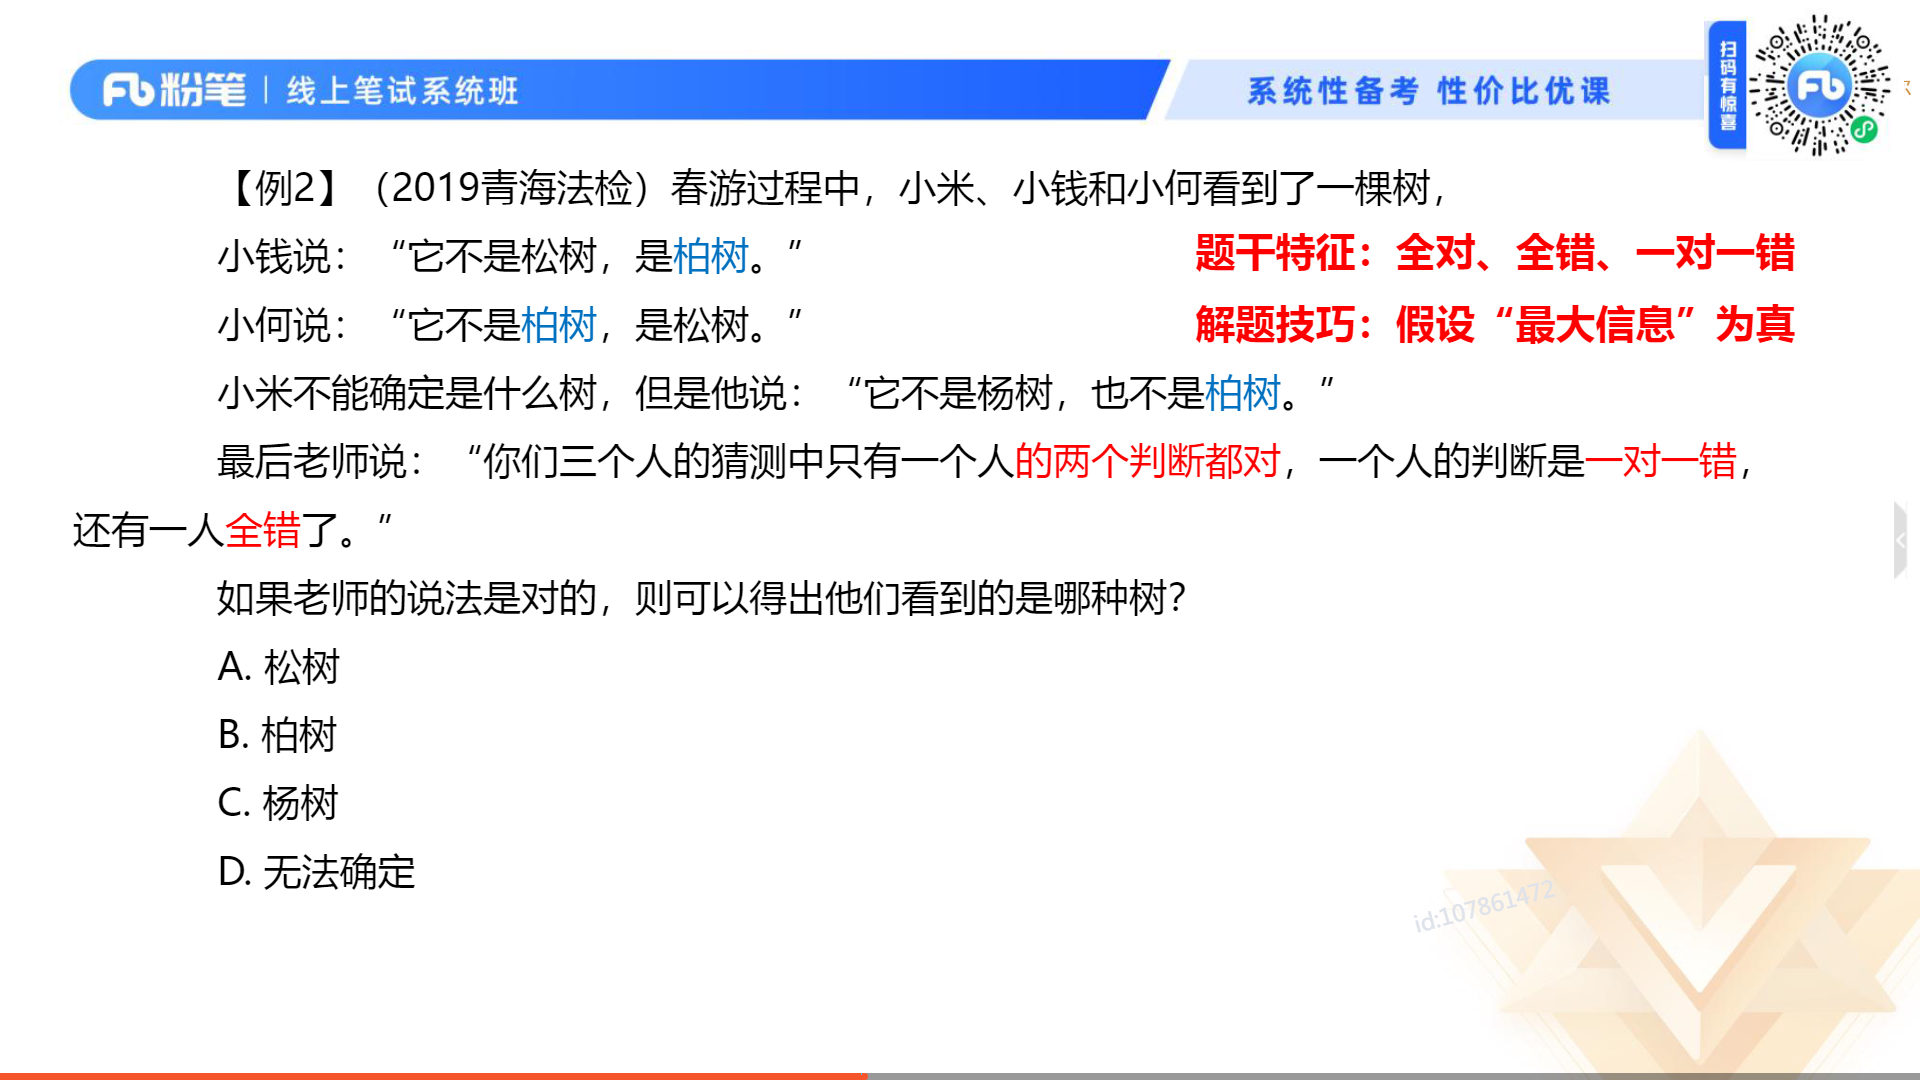 粉笔 | 线上笔试系统班
系统性备考 性价比优课
扫码有惊喜
【例2】（2019青海法检）春游过程中，小米、小钱和小何看到了一棵树，
小钱说：“它不是松树，是柏树。”
题干特征：全对、全错、一对一错
小何说：“它不是柏树，是松树。”
解题技巧：假设“最大信息”为真
小米不能确定是什么树，但是他说：“它不是杨树，也不是柏树。”
最后老师说：“你们三个人的猜测中只有一个人的两个判断都对，一个人的判断是一对一错，
还有一人全错了。”
如果老师的说法是对的，则可以得出他们看到的是哪种树？
A. 松树
B. 柏树
C. 杨树
D. 无法确定
id:107861472